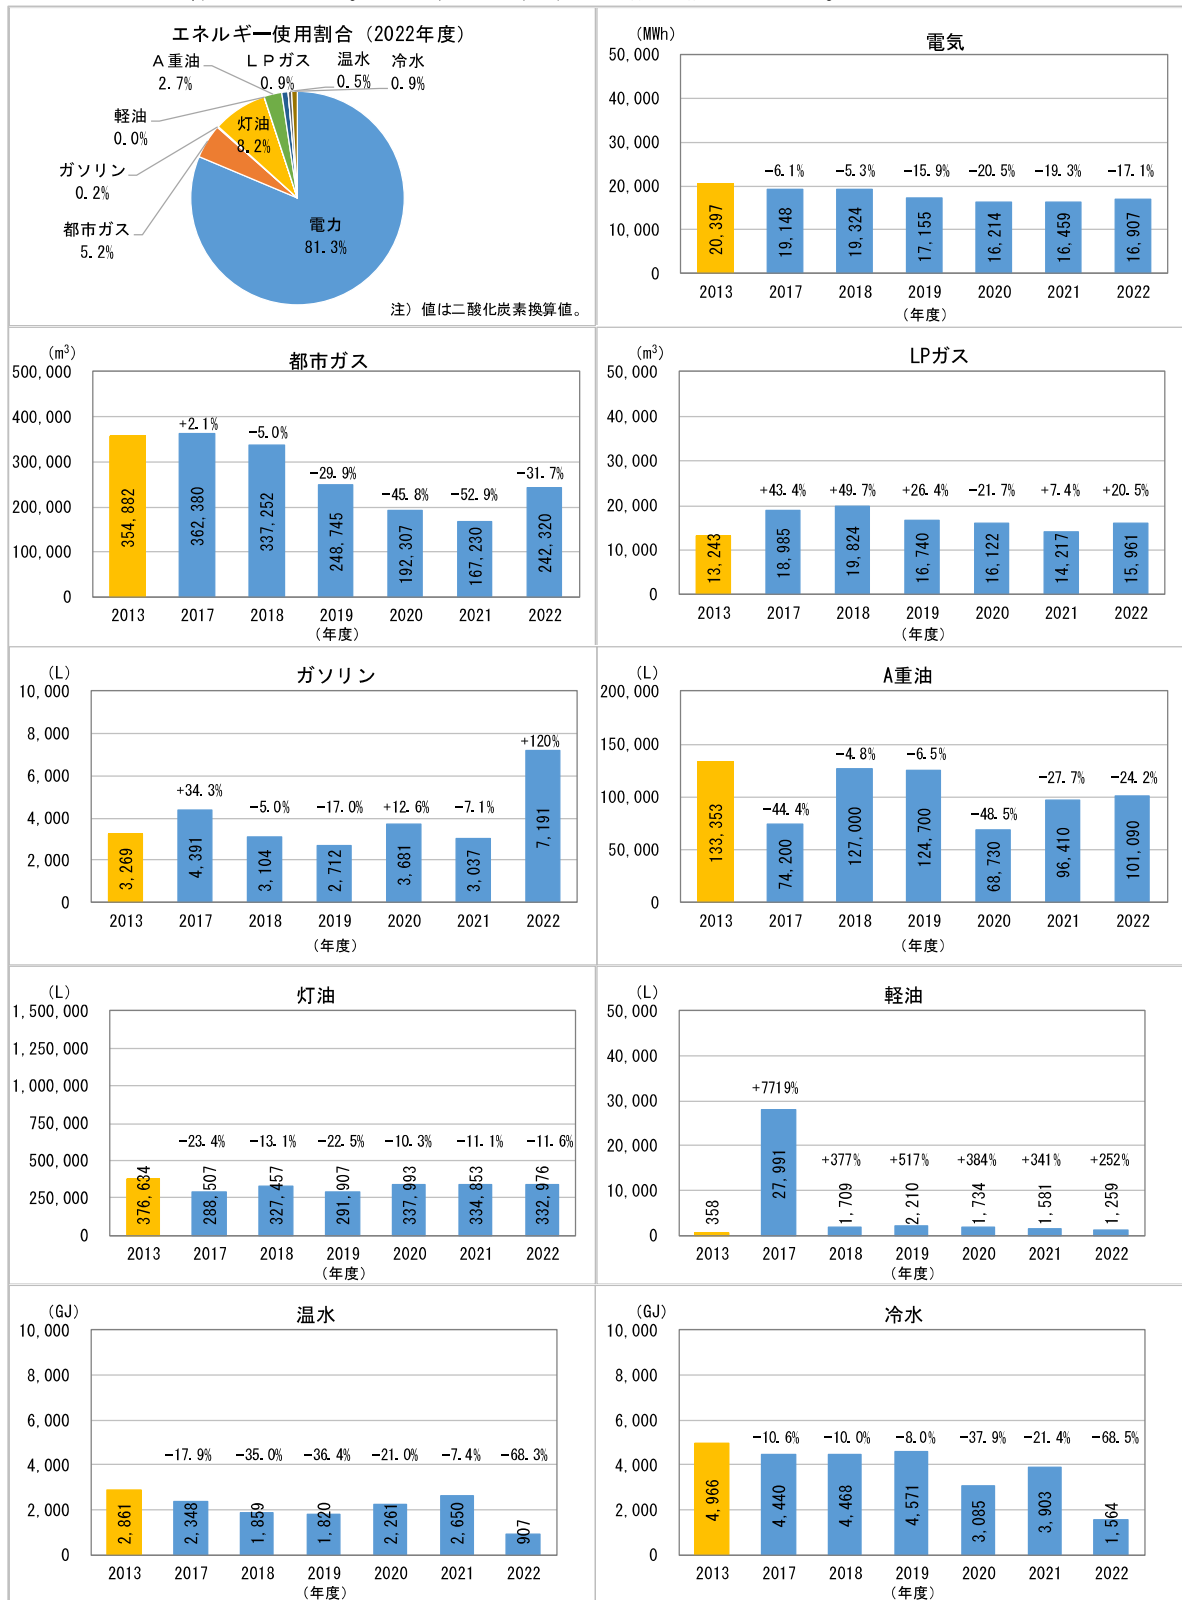 エネルギー使用割合（2022年度）
Ａ重油
2.7%
ＬＰガス
0.9%
温水
0.5%
冷水
0.9%
軽油
0.0%
灯油
8.2%
ガソリン
0.2%
都市ガス
5.2%
電力
81.3%
注）値は二酸化炭素換算値。
(MWh)
電気
50,000
40,000
30,000
20,000
10,000
0
-6.1% -5.3% -15.9% -20.5% -19.3% -17.1%
20,397 19,148 19,324 17,155 16,214 16,459 16,907
2013 2017 2018 2019 2020 2021 2022
（年度）
(m³)
都市ガス
500,000
400,000
300,000
200,000
100,000
0
+2.1% -5.0% -29.9% -45.8% -52.9% -31.7%
354,882 362,380 337,252 248,745 192,307 167,230 242,320
2013 2017 2018 2019 2020 2021 2022
（年度）
(m³)
LPガス
50,000
40,000
30,000
20,000
10,000
0
+43.4% +49.7% +26.4% -21.7% +7.4% +20.5%
13,243 18,985 19,824 16,740 16,122 14,217 15,961
2013 2017 2018 2019 2020 2021 2022
（年度）
(L)
ガソリン
10,000
8,000
6,000
4,000
2,000
0
+34.3% -5.0% -17.0% +12.6% -7.1% +120%
3,269 4,391 3,104 2,712 3,681 3,037 7,191
2013 2017 2018 2019 2020 2021 2022
（年度）
(L)
A重油
200,000
150,000
100,000
50,000
0
-44.4% -4.8% -6.5% -48.5% -27.7% -24.2%
133,353 74,200 127,000 124,700 68,730 96,410 101,090
2013 2017 2018 2019 2020 2021 2022
（年度）
(L)
灯油
1,500,000
1,250,000
1,000,000
750,000
500,000
250,000
0
-23.4% -13.1% -22.5% -10.3% -11.1% -11.6%
376,634 288,507 327,457 291,907 337,993 334,853 332,976
2013 2017 2018 2019 2020 2021 2022
（年度）
(L)
軽油
50,000
40,000
30,000
20,000
10,000
0
+7719% +377% +517% +384% +341% +252%
358 27,991 1,709 2,210 1,734 1,581 1,259
2013 2017 2018 2019 2020 2021 2022
（年度）
(GJ)
温水
10,000
8,000
6,000
4,000
2,000
0
-17.9% -35.0% -36.4% -21.0% -7.4% -68.3%
2,861 2,348 1,859 1,820 2,261 2,650 907
2013 2017 2018 2019 2020 2021 2022
（年度）
(GJ)
冷水
10,000
8,000
6,000
4,000
2,000
0
-10.6% -10.0% -8.0% -37.9% -21.4% -68.5%
4,966 4,440 4,468 4,571 3,085 3,903 1,564
2013 2017 2018 2019 2020 2021 2022
（年度）